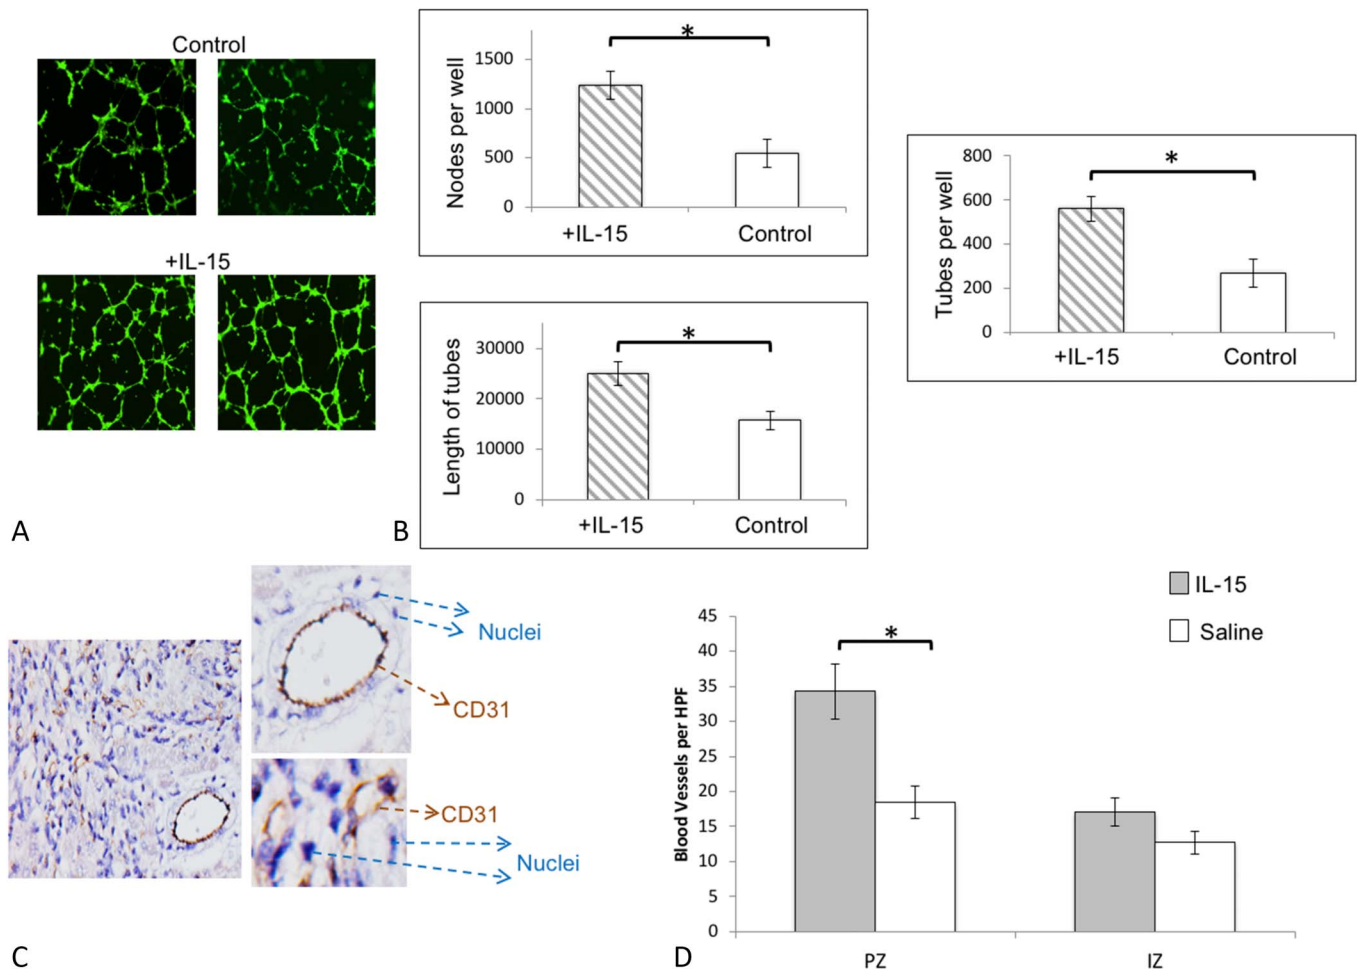 Control
+IL-15
A
Nodes per well
1500
1000
500
0
*
+IL-15
Control
Length of tubes
30000
20000
10000
0
*
+IL-15
Control
Tubes per well
800
600
400
200
0
*
+IL-15
Control
B
Nuclei
CD31
CD31
Nuclei
C
IL-15
Saline
Blood Vessels per HPF
45
40
35
30
25
20
15
10
5
0
*
PZ
IZ
D